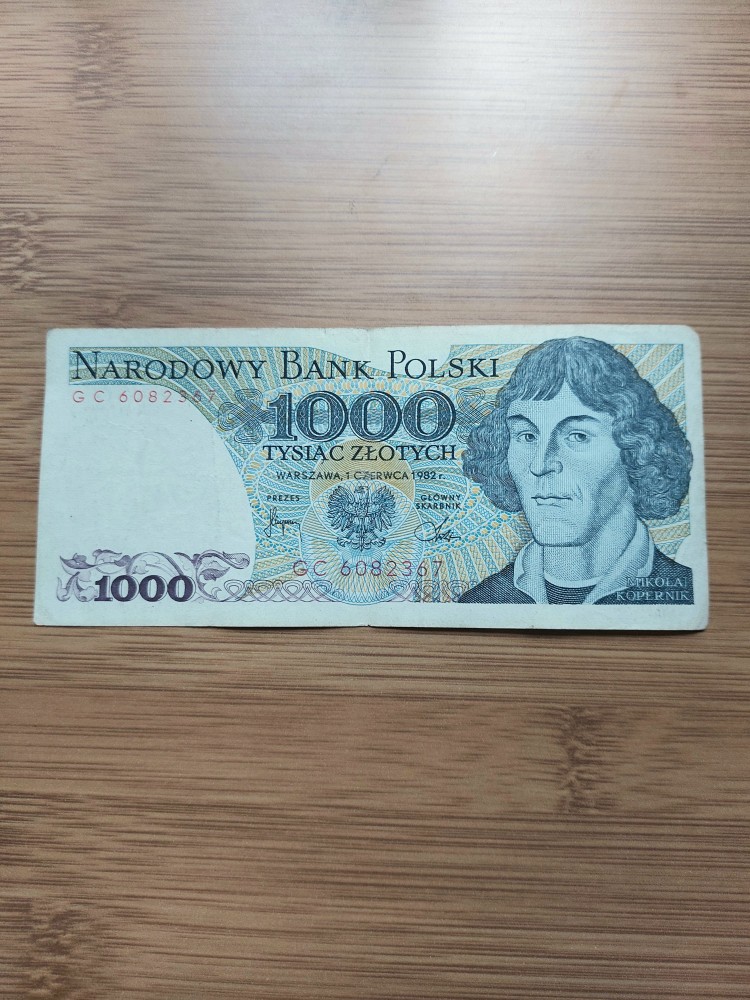 NARODOWY BANK POLSKI
GC 6082367
1000
TYSIĄC ZŁOTYCH
WARSZAWA, 1 CZERWCA 1982 r.
PREZES
GŁÓWNY
SKARBNIK
GC 6082367
1000
MIKOŁAJ
KOPERNIK